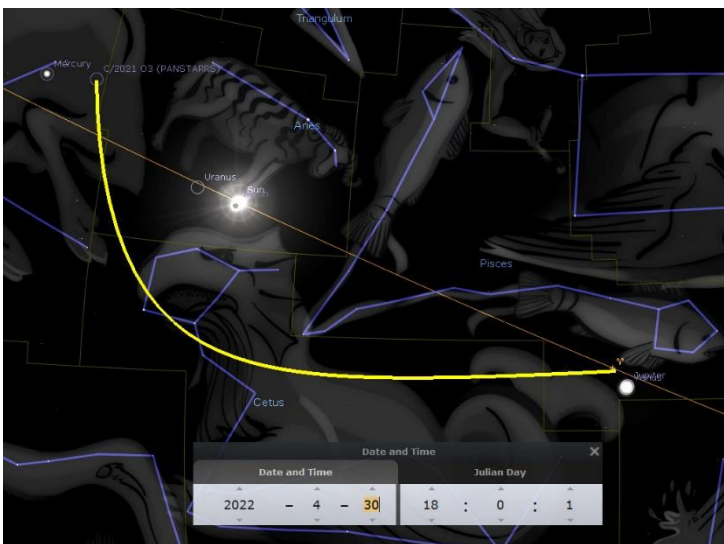 Triangulum
Mercury
C/2021 O3 (PANSTARRS)
Aries
Uranus
Sun
Pisces
♈
Jupiter
Venus
Cetus
Date and Time
Date and Time
Julian Day
2022 - 4 - 30
18 : 0 : 1